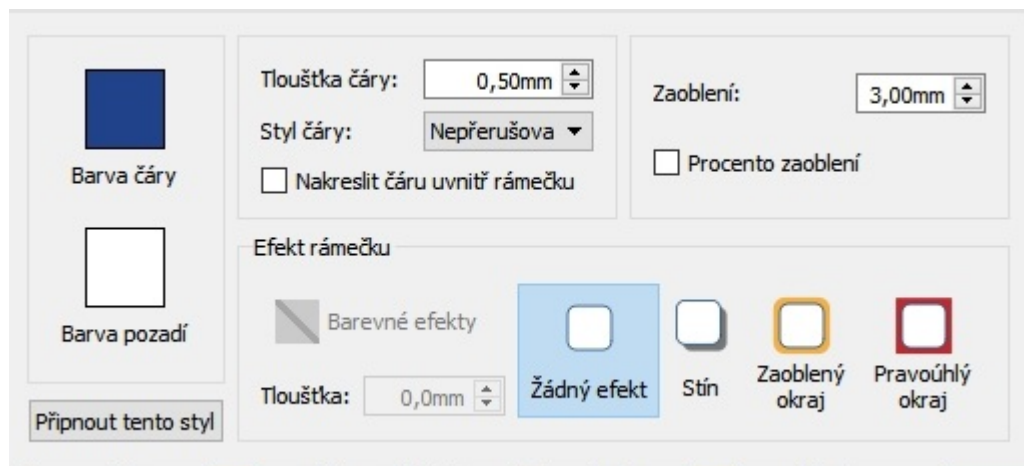 Barva čáry
Barva pozadí
Připnout tento styl
Tloušťka čáry: 0,50mm
Styl čáry: Nepřerušova
Nakreslit čáru uvnitř rámečku
Zaoblení: 3,00mm
Procento zaoblení
Efekt rámečku
Barevné efekty
Tloušťka: 0,0mm
Žádný efekt
Stín
Zaoblený
okraj
Pravoúhlý
okraj